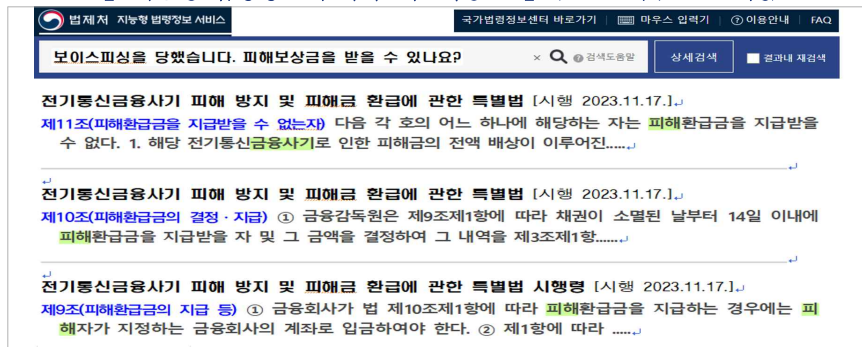 법제처 지능형 법령정보 서비스
국가법령정보센터 바로가기 | 마우스 입력기 | ? 이용안내 | FAQ
보이스피싱을 당했습니다. 피해보상금을 받을 수 있나요? × ? 검색도움말 상세검색 결과내 재검색
전기통신금융사기 피해 방지 및 피해금 환급에 관한 특별법 [시행 2023.11.17.]↵
제11조(피해환급금을 지급받을 수 없는자) 다음 각 호의 어느 하나에 해당하는 자는 피해환급금을 지급받을
수 없다. 1. 해당 전기통신금융사기로 인한 피해금의 전액 배상이 이루어진.....↵
↵
↵
전기통신금융사기 피해 방지 및 피해금 환급에 관한 특별법 [시행 2023.11.17.]↵
제10조(피해환급금의 결정·지급) ① 금융감독원은 제9조제1항에 따라 채권이 소멸된 날부터 14일 이내에
피해환급금을 지급받을 자 및 그 금액을 결정하여 그 내역을 제3조제1항......↵
↵
↵
전기통신금융사기 피해 방지 및 피해금 환급에 관한 특별법 시행령 [시행 2023.11.17.]↵
제9조(피해환급금의 지급 등) ① 금융회사가 법 제10조제1항에 따라 피해환급금을 지급하는 경우에는 피
해자가 지정하는 금융회사의 계좌로 입금하여야 한다. ② 제1항에 따라 .....↵